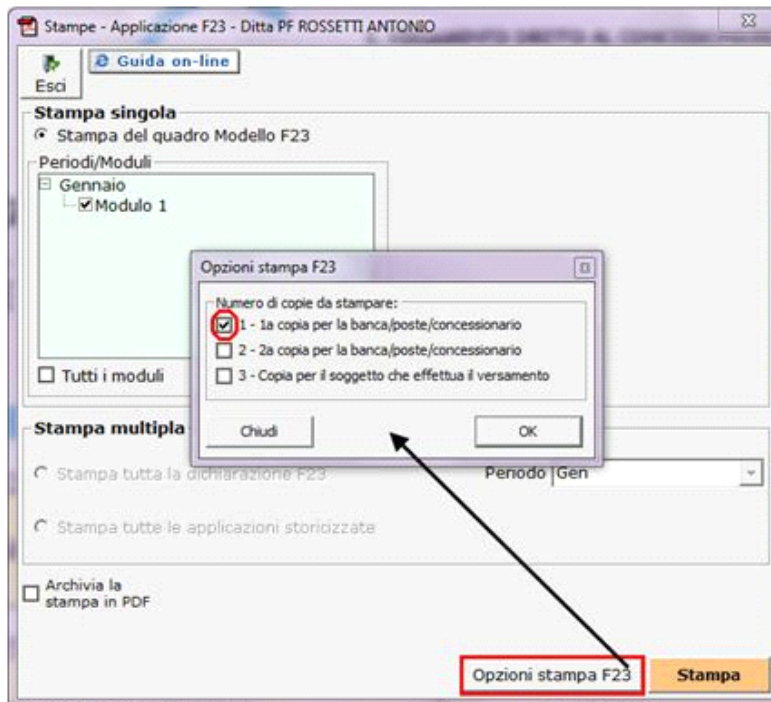 Stampe - Applicazione F23 - Ditta PF ROSSETTI ANTONIO
Guida on-line
Esci
Stampa singola
Stampa del quadro Modello F23
Periodi/Moduli
Gennaio
Modulo 1
Opzioni stampa F23
Numero di copie da stampare:
1 - 1a copia per la banca/poste/concessionario
2 - 2a copia per la banca/poste/concessionario
3 - Copia per il soggetto che effettua il versamento
Tutti i moduli
Chiudi
OK
Stampa multipla
Stampa tutta la dichiarazione F23
Periodo Gen
Stampa tutte le applicazioni storicizzate
Archivia la
stampa in PDF
Opzioni stampa F23
Stampa